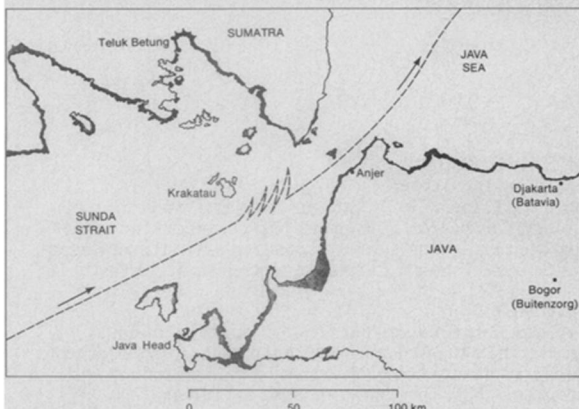 SUMATRA
Teluk Betung
JAVA
SEA
Krakatau
Anjer
Djakarta
(Batavia)
SUNDA
STRAIT
JAVA
Bogor
(Buitenzorg)
Java Head
0 50 100 km